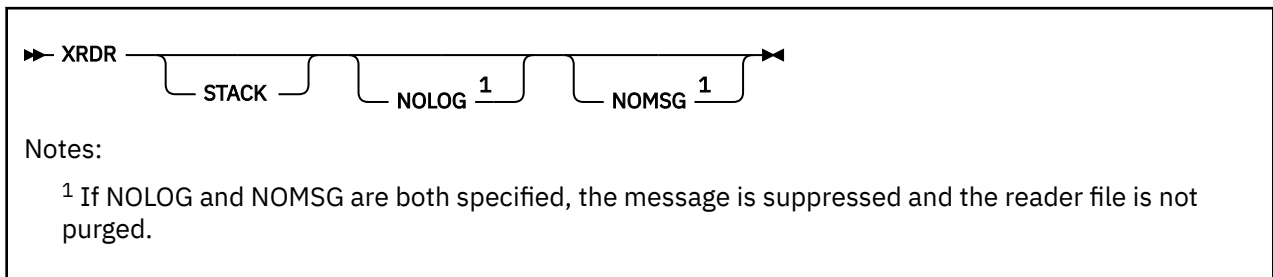 XRDR
STACK NOLOG 1 NOMSG 1
Notes:
1 If NOLOG and NOMSG are both specified, the message is suppressed and the reader file is not
purged.